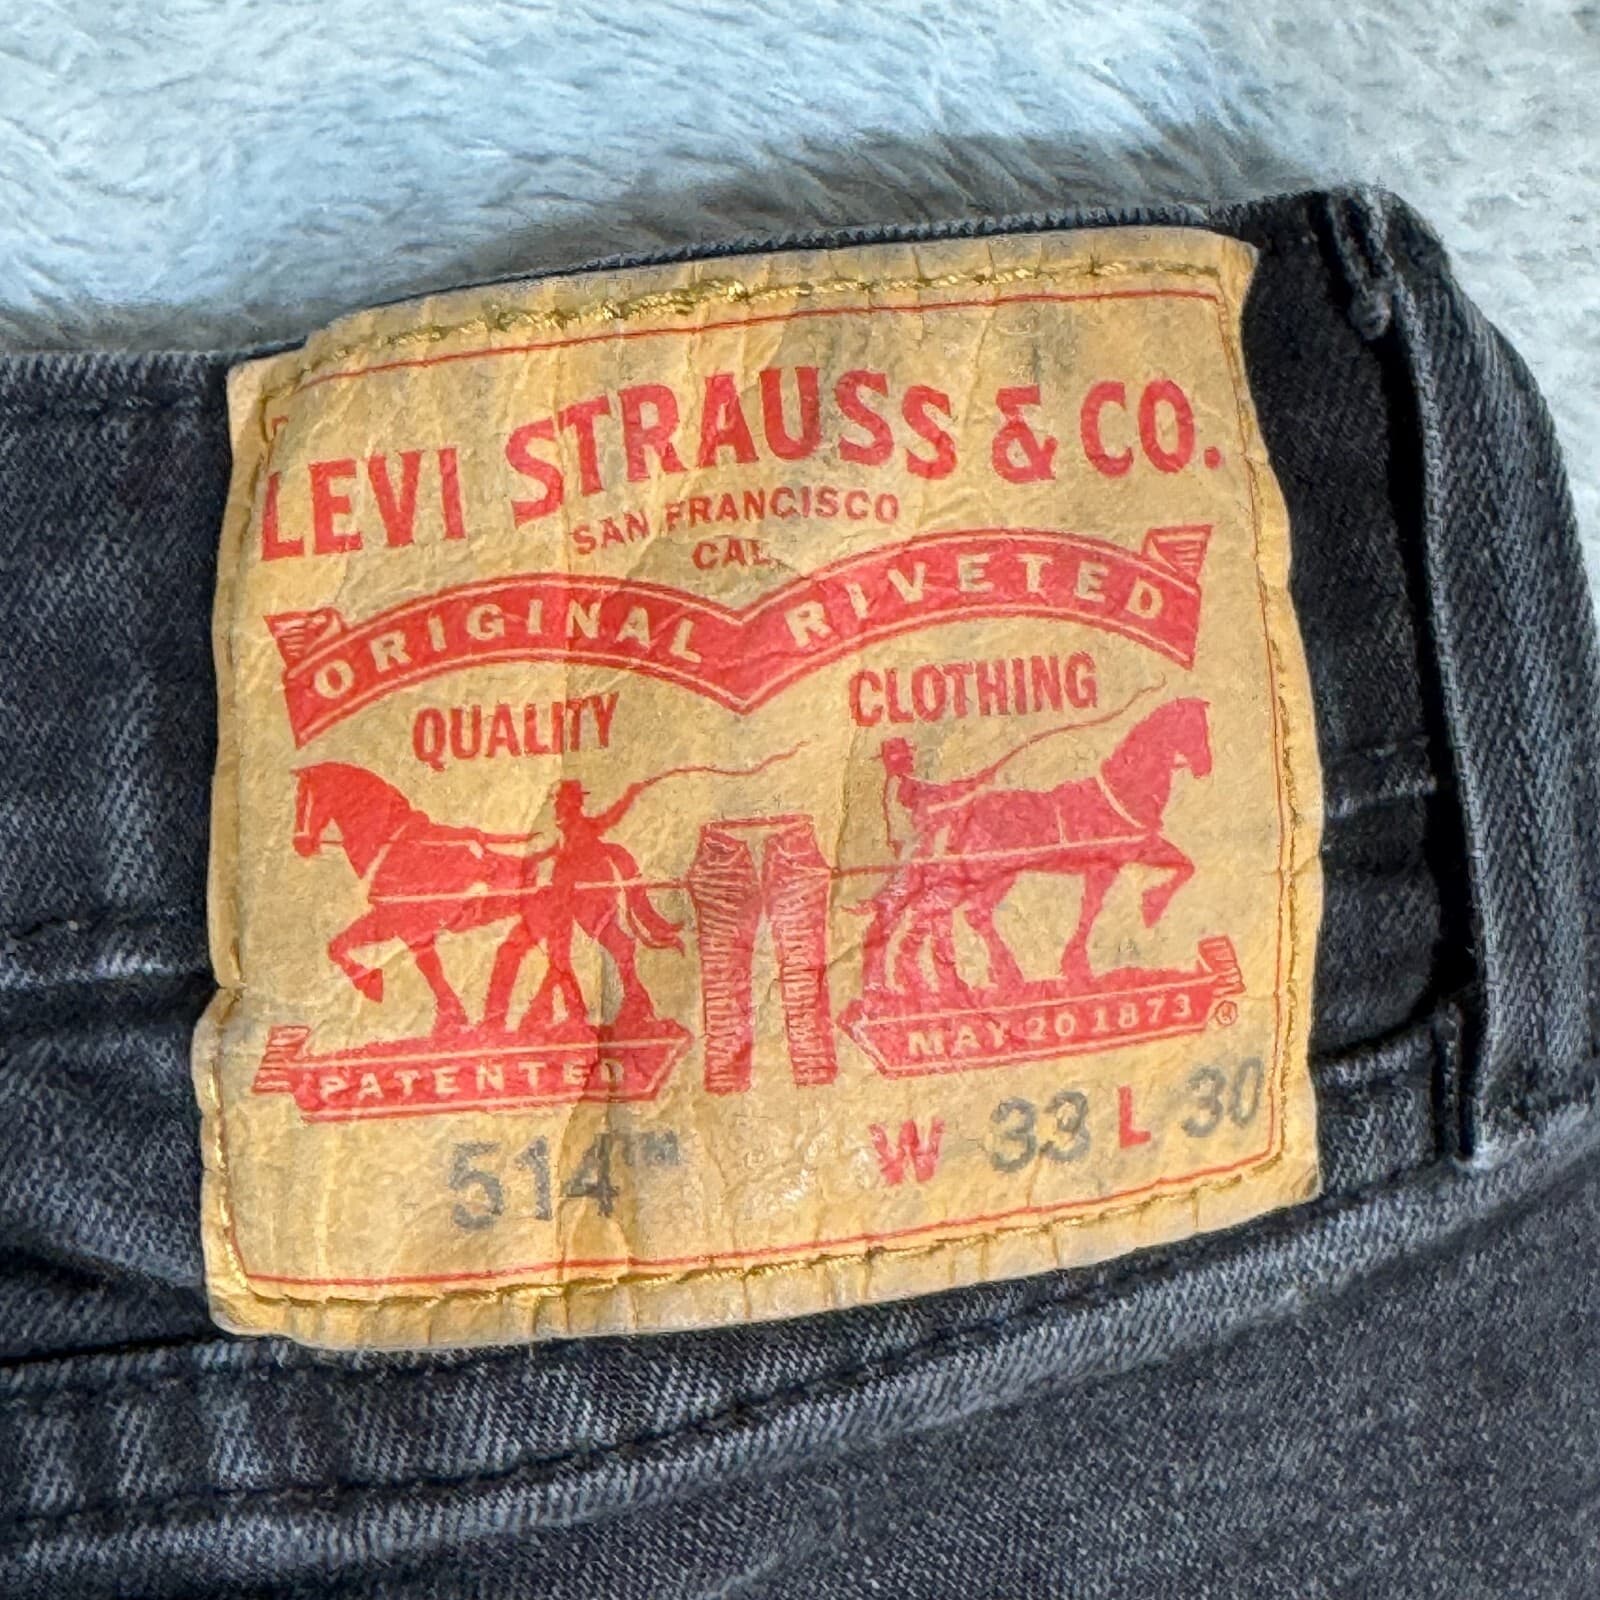 LEVI STRAUSS & CO.
SAN FRANCISCO
CAL.
ORIGINAL RIVETED
QUALITY CLOTHING
PATENTED MAY 20 1873 ®
514™ W 33 L 30